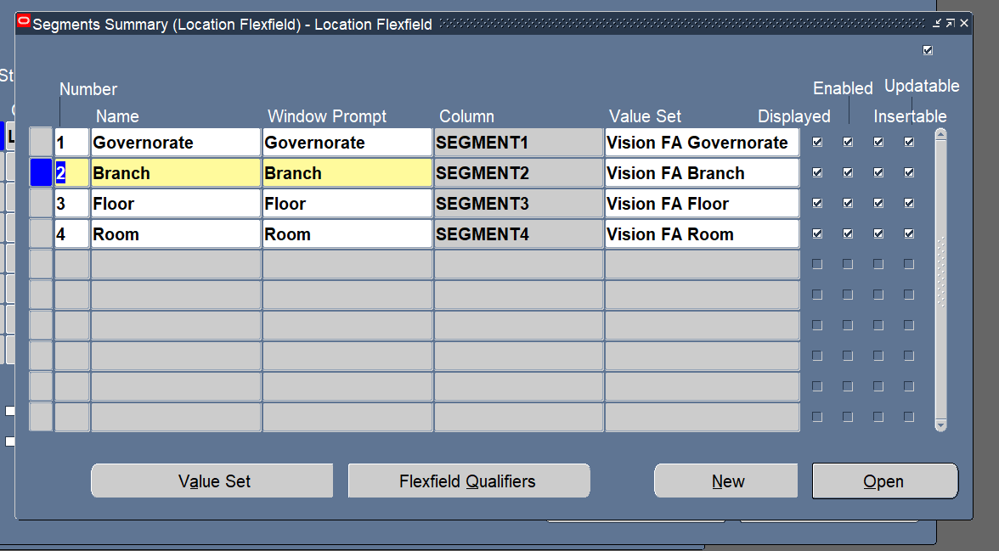 Segments Summary (Location Flexfield) - Location Flexfield
St
Number
Enabled Updatable
Name Window Prompt Column Value Set Displayed Insertable
1 Governorate Governorate SEGMENT1 Vision FA Governorate
2 Branch Branch SEGMENT2 Vision FA Branch
3 Floor Floor SEGMENT3 Vision FA Floor
4 Room Room SEGMENT4 Vision FA Room
Value Set Flexfield Qualifiers New Open